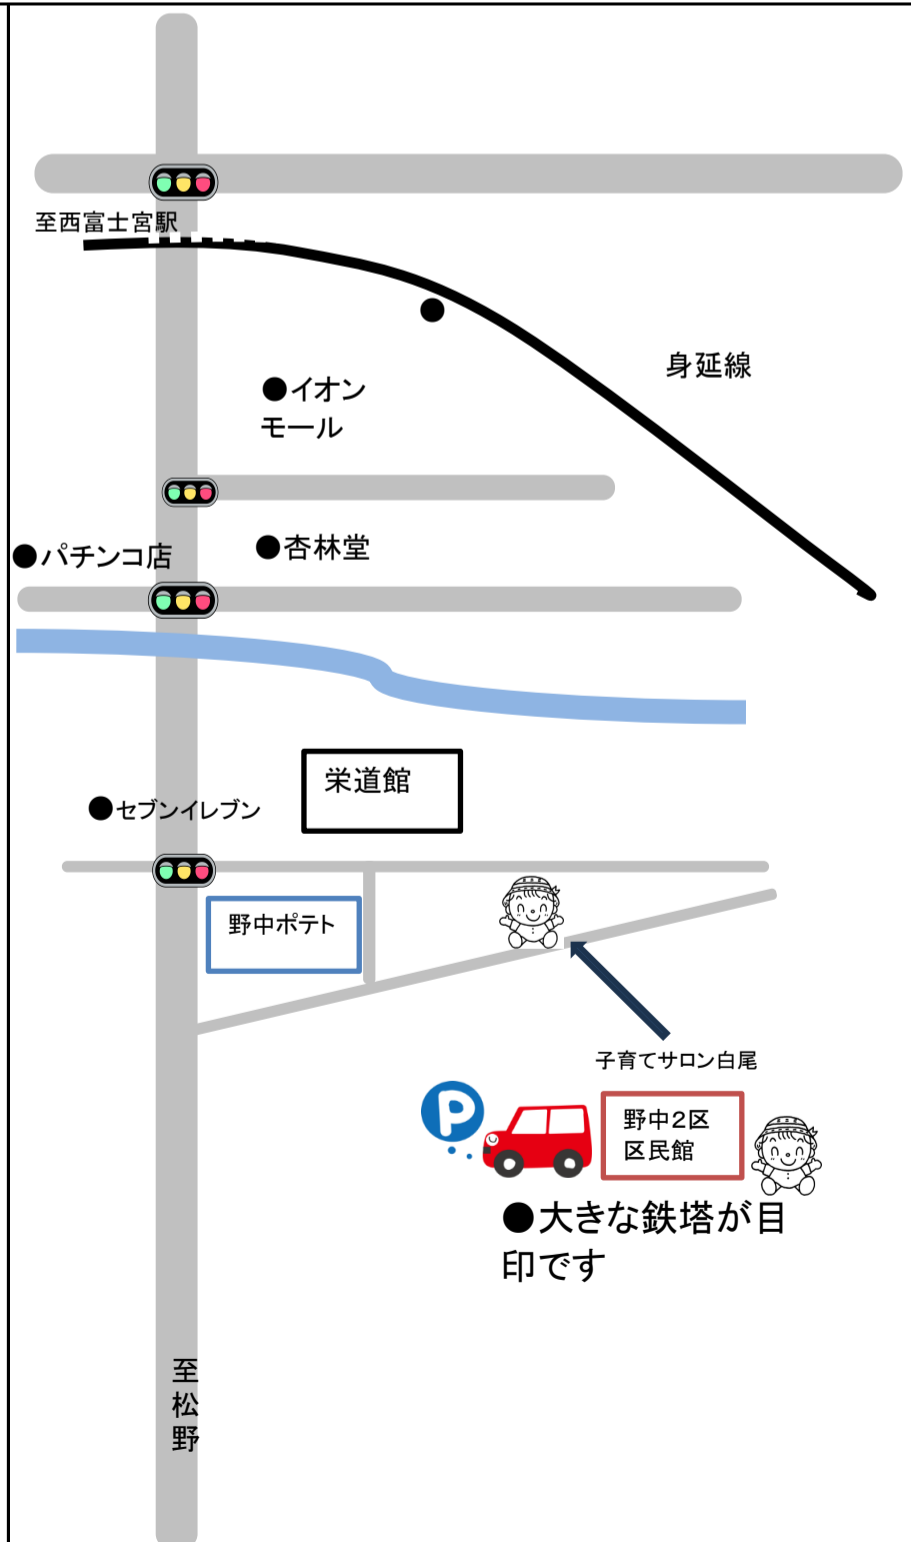 至西富士宮駅
身延線
●イオン
モール
●杏林堂
●パチンコ店
栄道館
●セブンイレブン
野中ポテト
子育てサロン白尾
P
野中2区
区民館
●大きな鉄塔が目
印です
至
松
野